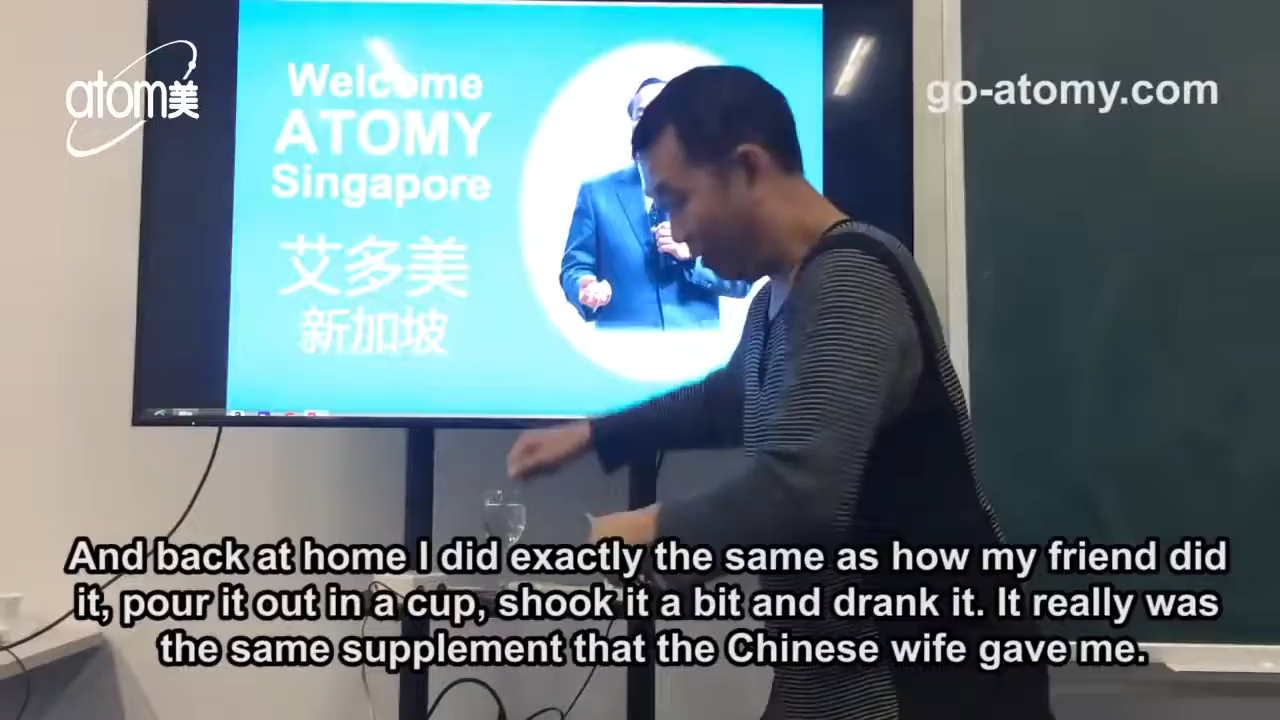 atom美
go-atomy.com
Welcome
ATOMY
Singapore
艾多美
新加坡
And back at home I did exactly the same as how my friend did
it, pour it out in a cup, shook it a bit and drank it. It really was
the same supplement that the Chinese wife gave me.